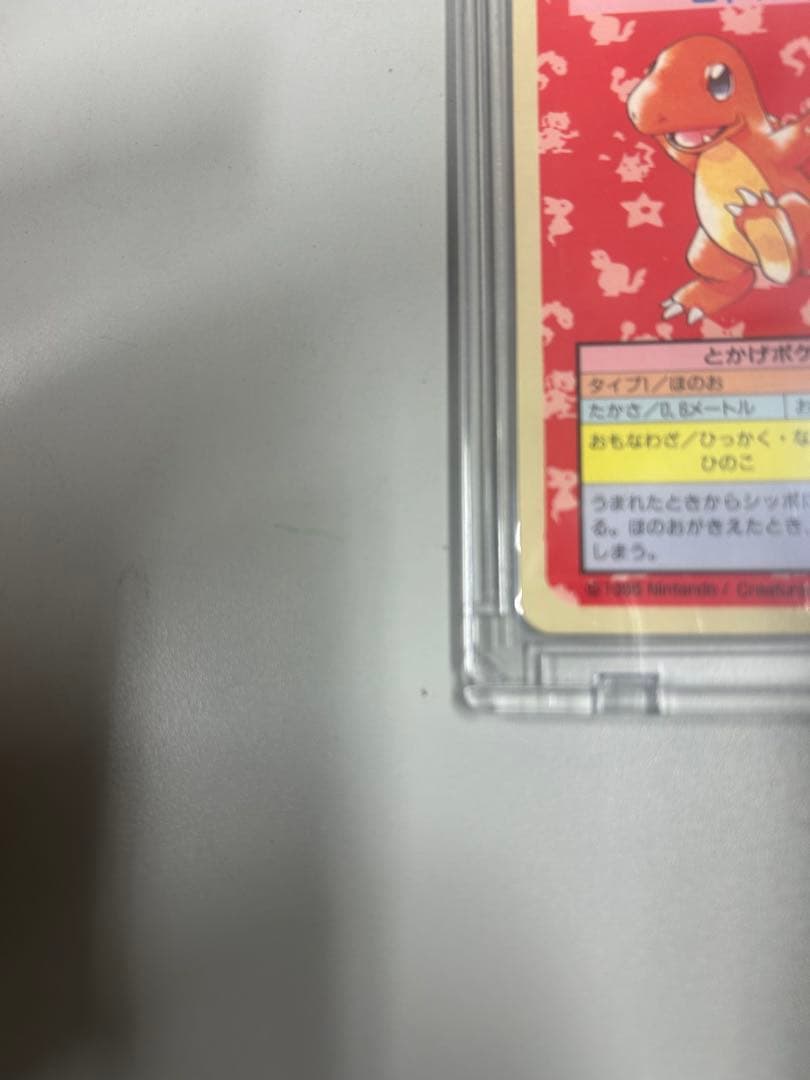 とかげポケ
タイプ1/ほのお
たかさ/0,6メートル
おもなわざ/ひっかく・な
ひのこ
うまれたときからシッポに
る。ほのおがきえたとき、
しまう。
© 1995 Nintendo / Creature